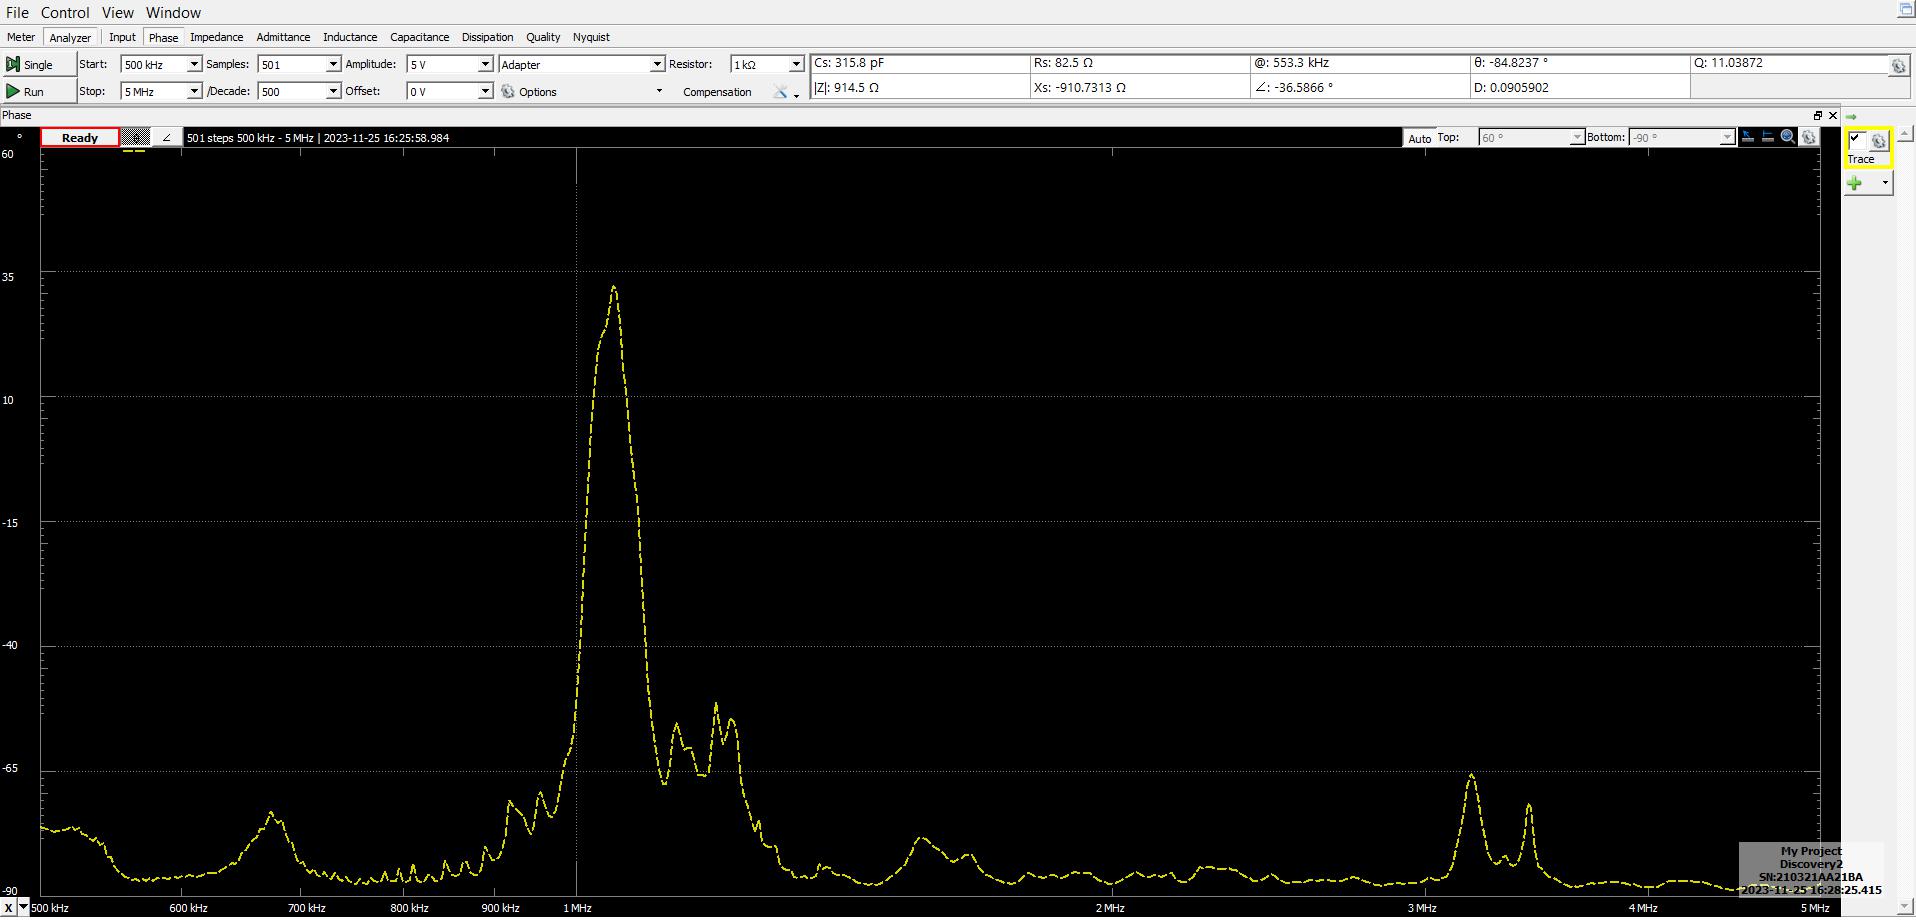 File Control View Window
Meter Analyzer Input Phase Impedance Admittance Inductance Capacitance Dissipation Quality Nyquist
Single Start: 500 kHz Samples: 501 Amplitude: 5 V Adapter Resistor: 1 kΩ
Cs: 315.8 pF Rs: 82.5 Ω @: 553.3 kHz θ: -84.8237 ° Q: 11.03872
Run Stop: 5 MHz /Decade: 500 Offset: 0 V Options Compensation
|Z|: 914.5 Ω Xs: -910.7313 Ω ∠: -36.5866 ° D: 0.0905902
Phase
° Ready θ ∠ 501 steps 500 kHz - 5 MHz | 2023-11-25 16:25:58.984 Auto Top: 60 ° Bottom: -90 °
Trace
60
35
10
-15
-40
-65
-90
My Project
Discovery2
SN:210321AA21BA
2023-11-25 16:28:25.415
X 500 kHz 600 kHz 700 kHz 800 kHz 900 kHz 1 MHz 2 MHz 3 MHz 4 MHz 5 MHz